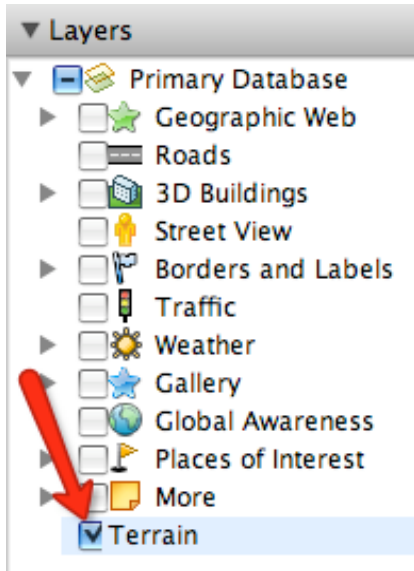 Layers
Primary Database
Geographic Web
Roads
3D Buildings
Street View
Borders and Labels
Traffic
Weather
Gallery
Global Awareness
Places of Interest
More
Terrain